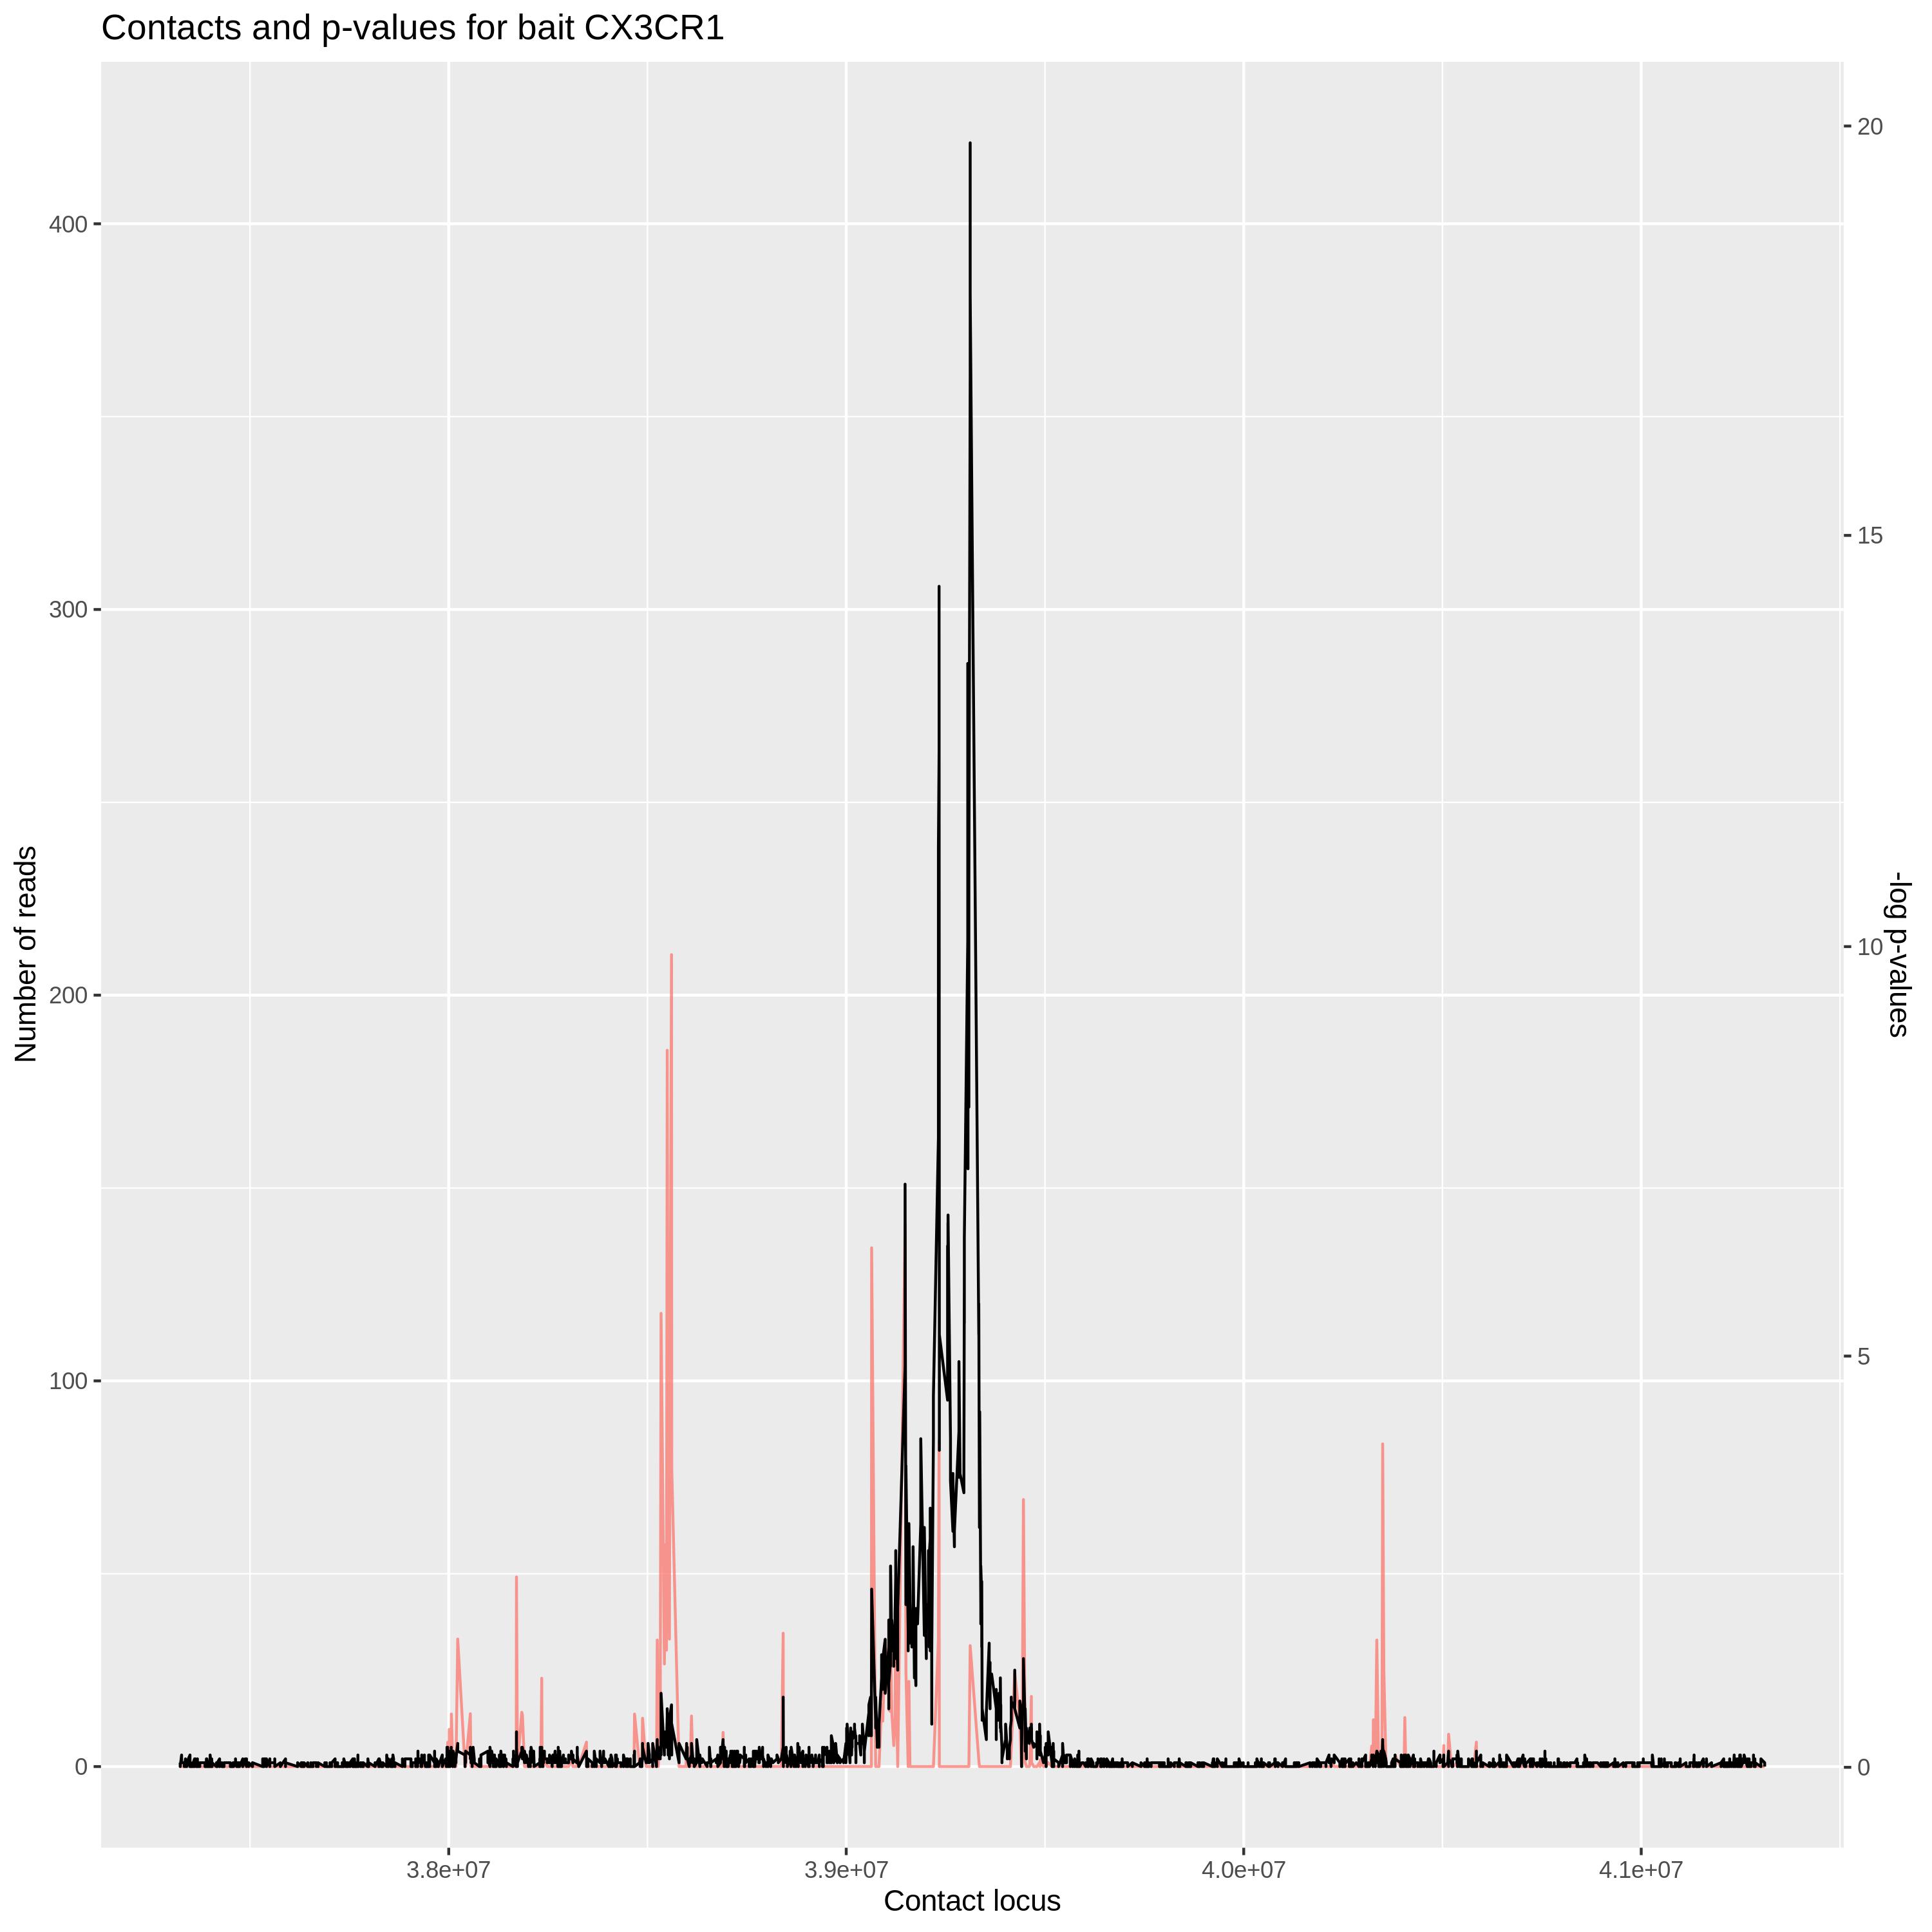 Contacts and p-values for bait CX3CR1
Number of reads
400
300
200
100
0
20
15
10
5
0
-log p-values
3.8e+07
3.9e+07
4.0e+07
4.1e+07
Contact locus